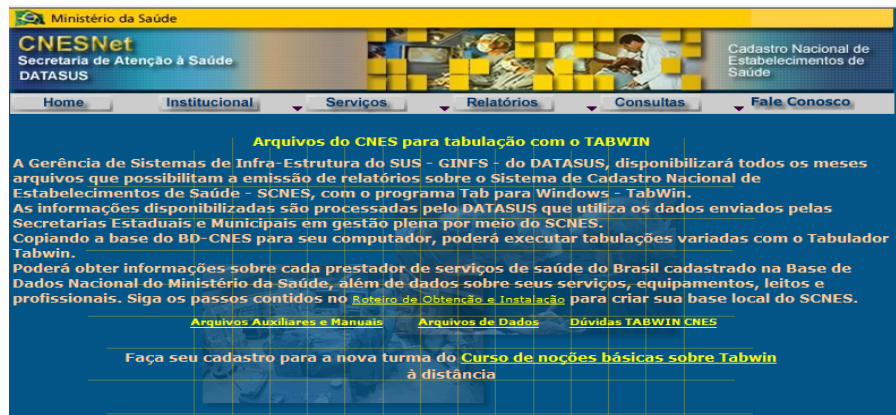 Ministério da Saúde
CNESNet
Secretaria de Atenção à Saúde
DATASUS
Cadastro Nacional de
Estabelecimentos de
Saúde
Home Institucional Serviços Relatórios Consultas Fale Conosco
Arquivos do CNES para tabulação com o TABWIN
A Gerência de Sistemas de Infra-Estrutura do SUS - GINFS - do DATASUS, disponibilizará todos os meses
arquivos que possibilitam a emissão de relatórios sobre o Sistema de Cadastro Nacional de
Estabelecimentos de Saúde - SCNES, com o programa Tab para Windows - TabWin.
As informações disponibilizadas são processadas pelo DATASUS que utiliza os dados enviados pelas
Secretarias Estaduais e Municipais em gestão plena por meio do SCNES.
Copiando a base do BD-CNES para seu computador, poderá executar tabulações variadas com o Tabulador
Tabwin.
Poderá obter informações sobre cada prestador de serviços de saúde do Brasil cadastrado na Base de
Dados Nacional do Ministério da Saúde, além de dados sobre seus serviços, equipamentos, leitos e
profissionais. Siga os passos contidos no Roteiro de Obtenção e Instalação para criar sua base local do SCNES.
Arquivos Auxiliares e Manuais Arquivos de Dados Dúvidas TABWIN CNES
Faça seu cadastro para a nova turma do Curso de noções básicas sobre Tabwin
à distância